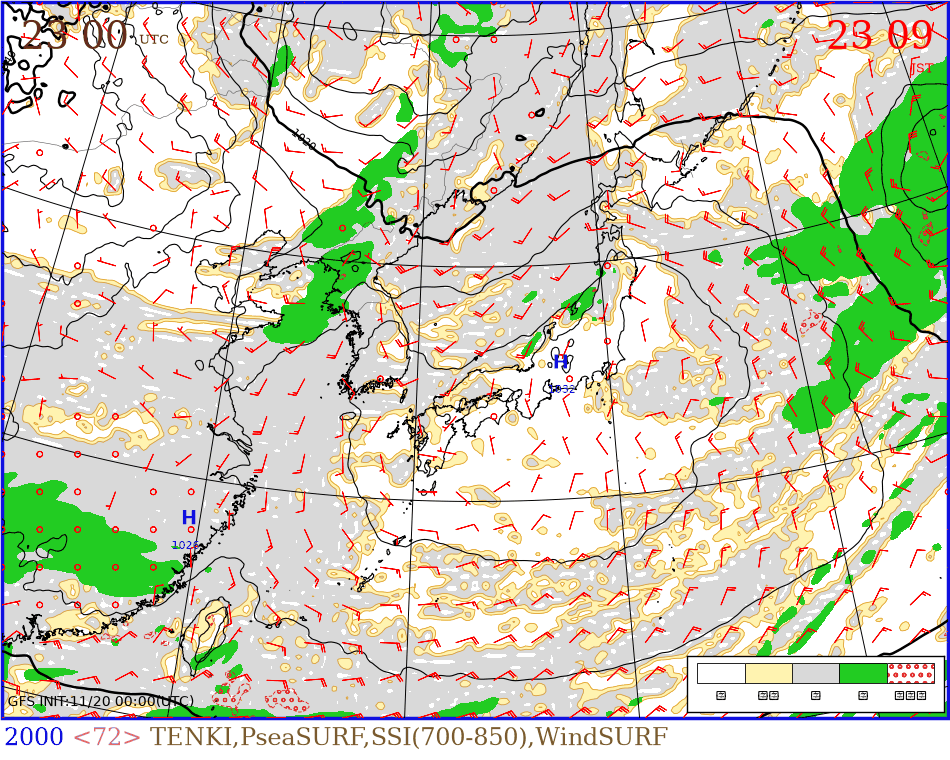 23 00 UTC
23 09
JST
1020
H
1032
H
GFS INIT:11/20 00:00(UTC)
2000 <72> TENKI,PseaSURF,SSI(700-850),WindSURF